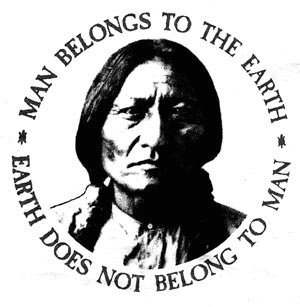 MAN BELONGS TO THE EARTH
EARTH DOES NOT BELONG TO MAN